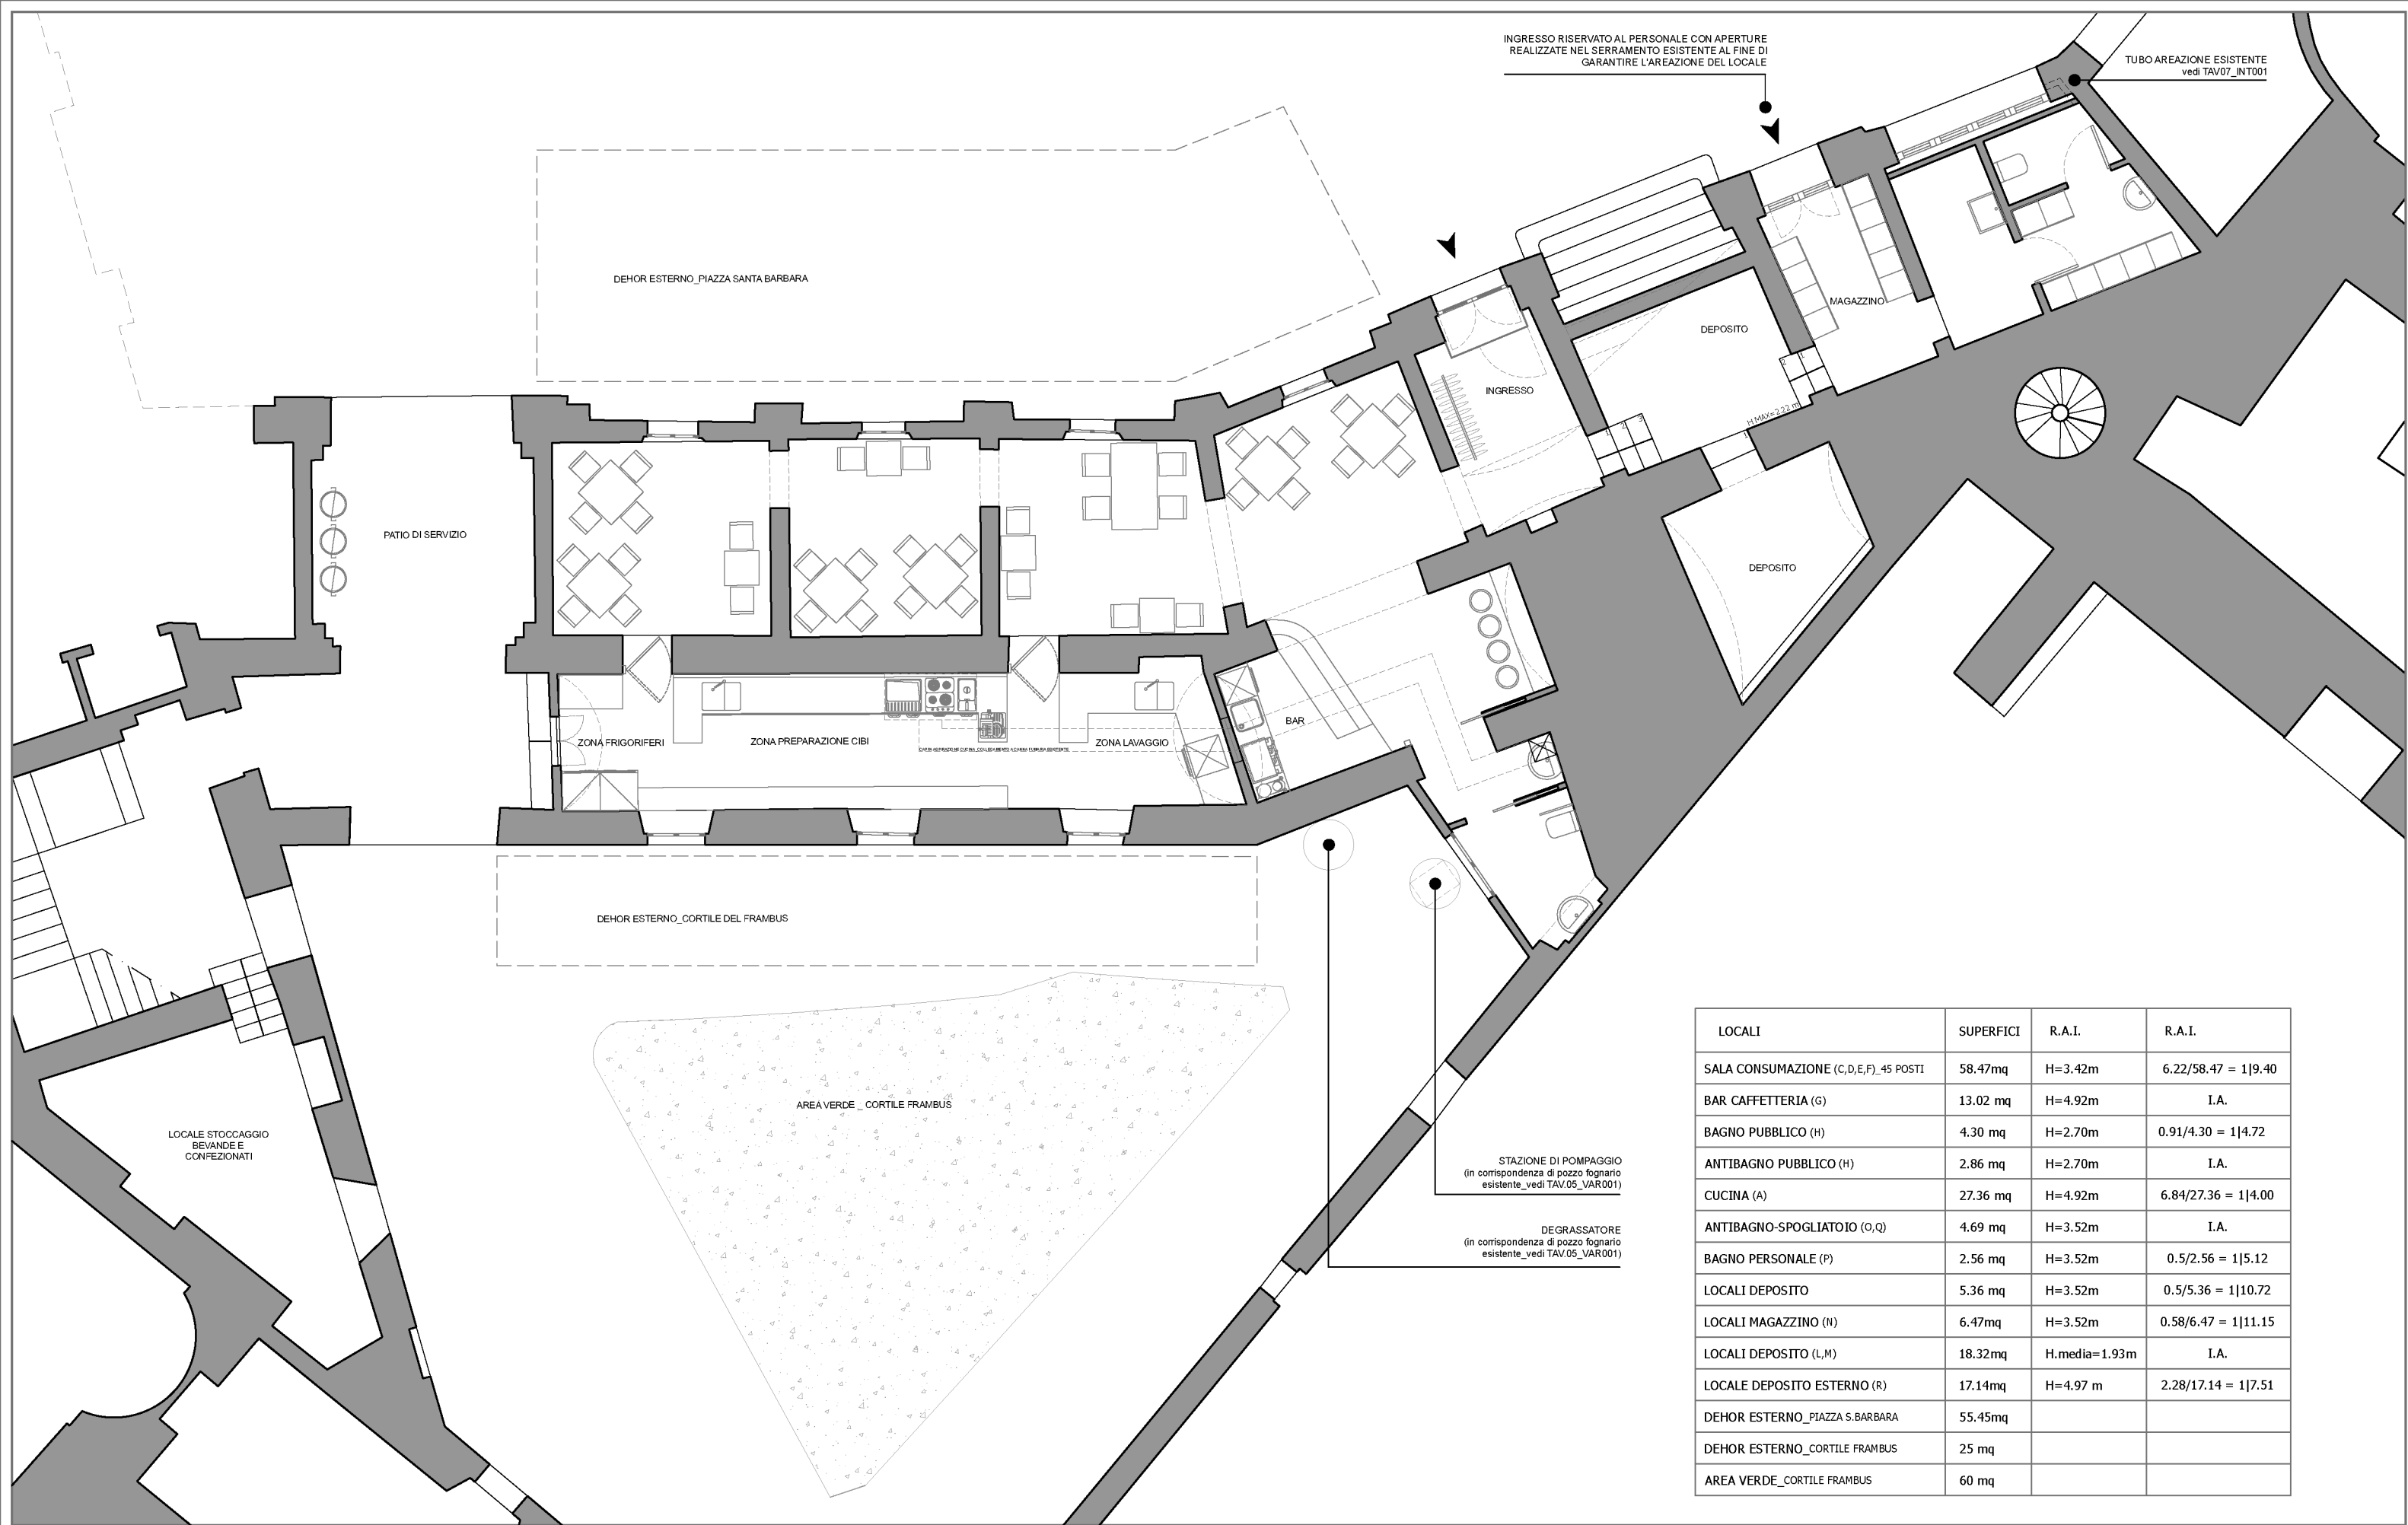 INGRESSO RISERVATO AL PERSONALE CON APERTURE
REALIZZATE NEL SERRAMENTO ESISTENTE AL FINE DI
GARANTIRE L'AREAZIONE DEL LOCALE
TUBO AREAZIONE ESISTENTE
vedi TAV07_INT001
DEHOR ESTERNO_PIAZZA SANTA BARBARA
MAGAZZINO
DEPOSITO
INGRESSO
2 1
H MAX=2.22 m
1
1 2 3
PATIO DI SERVIZIO
DEPOSITO
BAR
ZONA FRIGORIFERI
ZONA PREPARAZIONE CIBI
ZONA LAVAGGIO
DEHOR ESTERNO_CORTILE DEL FRAMBUS
AREA VERDE _ CORTILE FRAMBUS
LOCALE STOCCAGGIO
BEVANDE E
CONFEZIONATI
STAZIONE DI POMPAGGIO
(in corrispondenza di pozzo fognario
esistente_vedi TAV.05_VAR001)
DEGRASSATORE
(in corrispondenza di pozzo fognario
esistente_vedi TAV.05_VAR001)
LOCALI SUPERFICI R.A.I. R.A.I.
SALA CONSUMAZIONE (C,D,E,F)_45 POSTI 58.47mq H=3.42m 6.22/58.47 = 1|9.40
BAR CAFFETTERIA (G) 13.02 mq H=4.92m I.A.
BAGNO PUBBLICO (H) 4.30 mq H=2.70m 0.91/4.30 = 1|4.72
ANTIBAGNO PUBBLICO (H) 2.86 mq H=2.70m I.A.
CUCINA (A) 27.36 mq H=4.92m 6.84/27.36 = 1|4.00
ANTIBAGNO-SPOGLIATOIO (O,Q) 4.69 mq H=3.52m I.A.
BAGNO PERSONALE (P) 2.56 mq H=3.52m 0.5/2.56 = 1|5.12
LOCALI DEPOSITO 5.36 mq H=3.52m 0.5/5.36 = 1|10.72
LOCALI MAGAZZINO (N) 6.47mq H=3.52m 0.58/6.47 = 1|11.15
LOCALI DEPOSITO (L,M) 18.32mq H.media=1.93m I.A.
LOCALE DEPOSITO ESTERNO (R) 17.14mq H=4.97 m 2.28/17.14 = 1|7.51
DEHOR ESTERNO_PIAZZA S.BARBARA 55.45mq
DEHOR ESTERNO_CORTILE FRAMBUS 25 mq
AREA VERDE_CORTILE FRAMBUS 60 mq